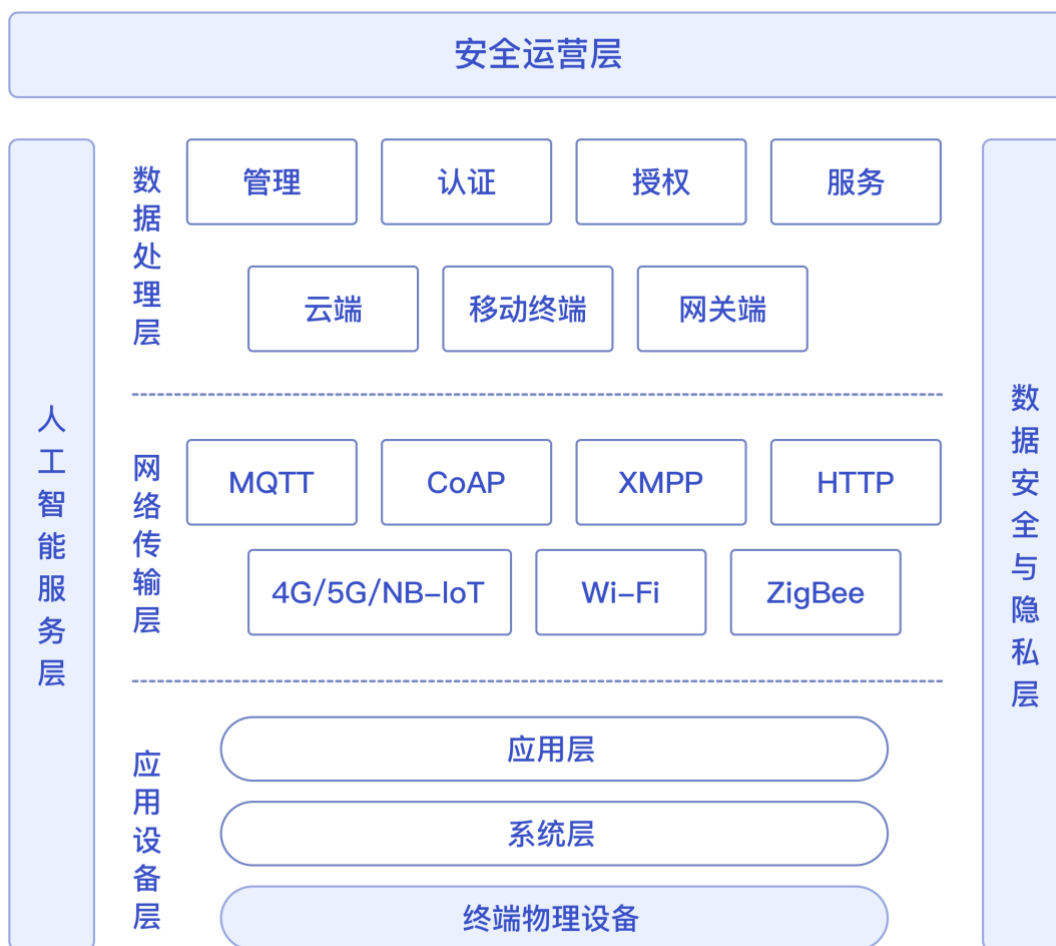 安全运营层
人工智能服务层
数据处理层
管理
认证
授权
服务
云端
移动终端
网关端
网络传输层
MQTT
CoAP
XMPP
HTTP
4G/5G/NB-IoT
Wi-Fi
ZigBee
应用设备层
应用层
系统层
终端物理设备
数据安全与隐私层